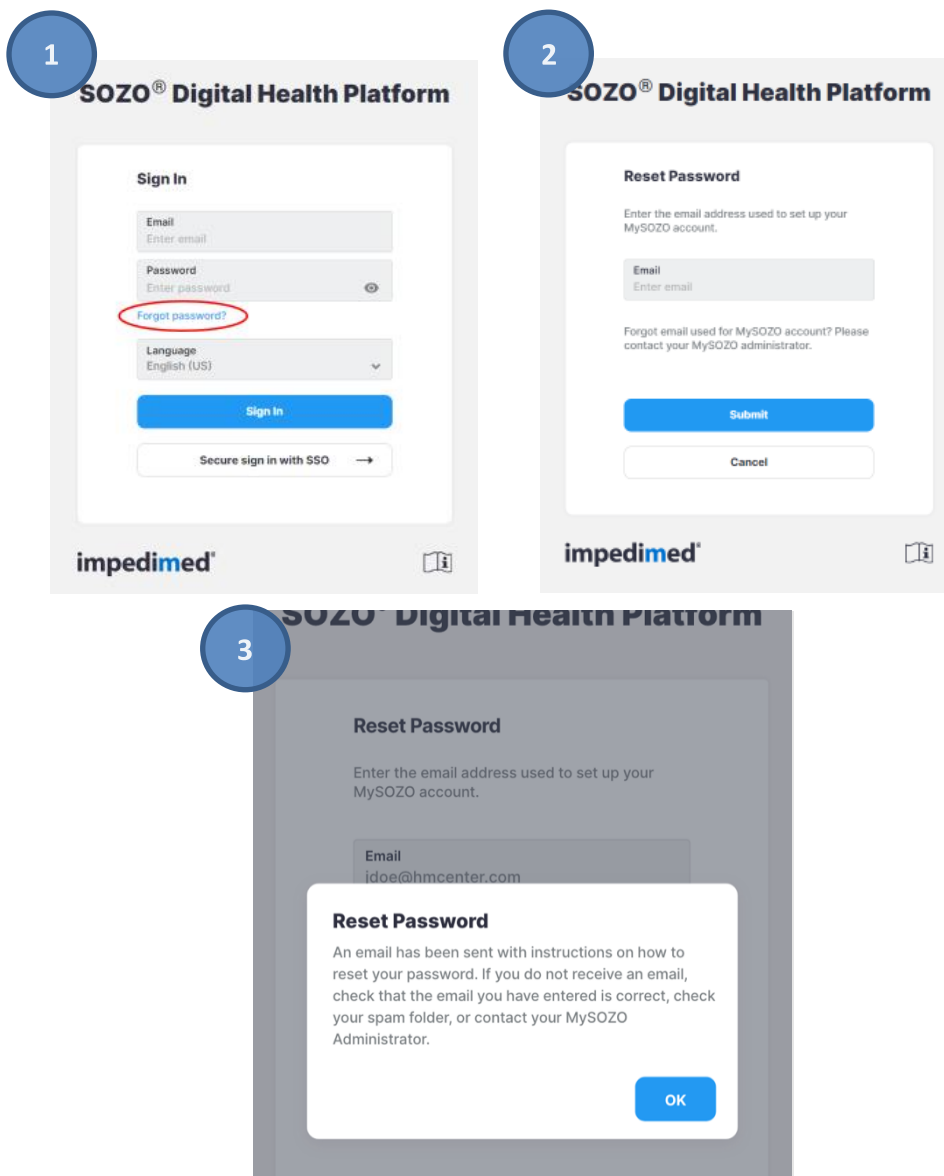 1
SOZO® Digital Health Platform
Sign In
Email
Enter email
Password
Enter password
Forgot password?
Language
English (US)
Sign In
Secure sign in with SSO →
impedimed®
i
2
SOZO® Digital Health Platform
Reset Password
Enter the email address used to set up your
MySOZO account.
Email
Enter email
Forgot email used for MySOZO account? Please
contact your MySOZO administrator.
Submit
Cancel
impedimed®
i
3
SOZO® Digital Health Platform
Reset Password
Enter the email address used to set up your
MySOZO account.
Email
jdoe@hmcenter.com
Reset Password
An email has been sent with instructions on how to
reset your password. If you do not receive an email,
check that the email you have entered is correct, check
your spam folder, or contact your MySOZO
Administrator.
OK